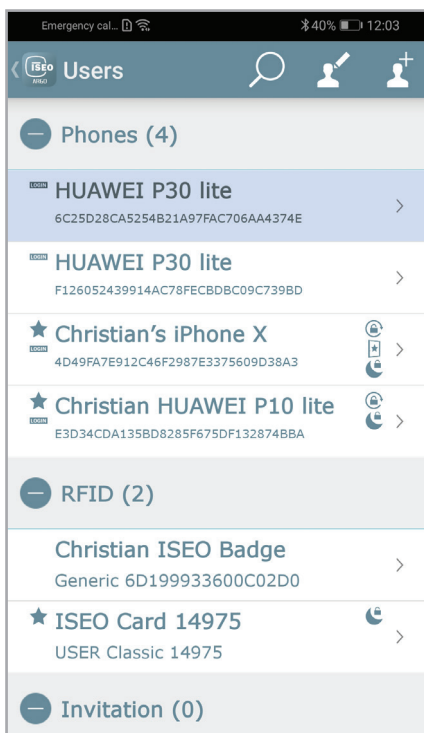 Emergency cal... 40% 12:03
ISEO Users
ARGO
Phones (4)
LOGIN HUAWEI P30 lite
6C25D28CA5254B21A97FAC706AA4374E
LOGIN HUAWEI P30 lite
F126052439914AC78FECBDBC09C739BD
Christian's iPhone X
LOGIN 4D49FA7E912C46F2987E3375609D38A3
Christian HUAWEI P10 lite
LOGIN E3D34CDA135BD8285F675DF132874BBA
RFID (2)
Christian ISEO Badge
Generic 6D199933600C02D0
ISEO Card 14975
USER Classic 14975
Invitation (0)